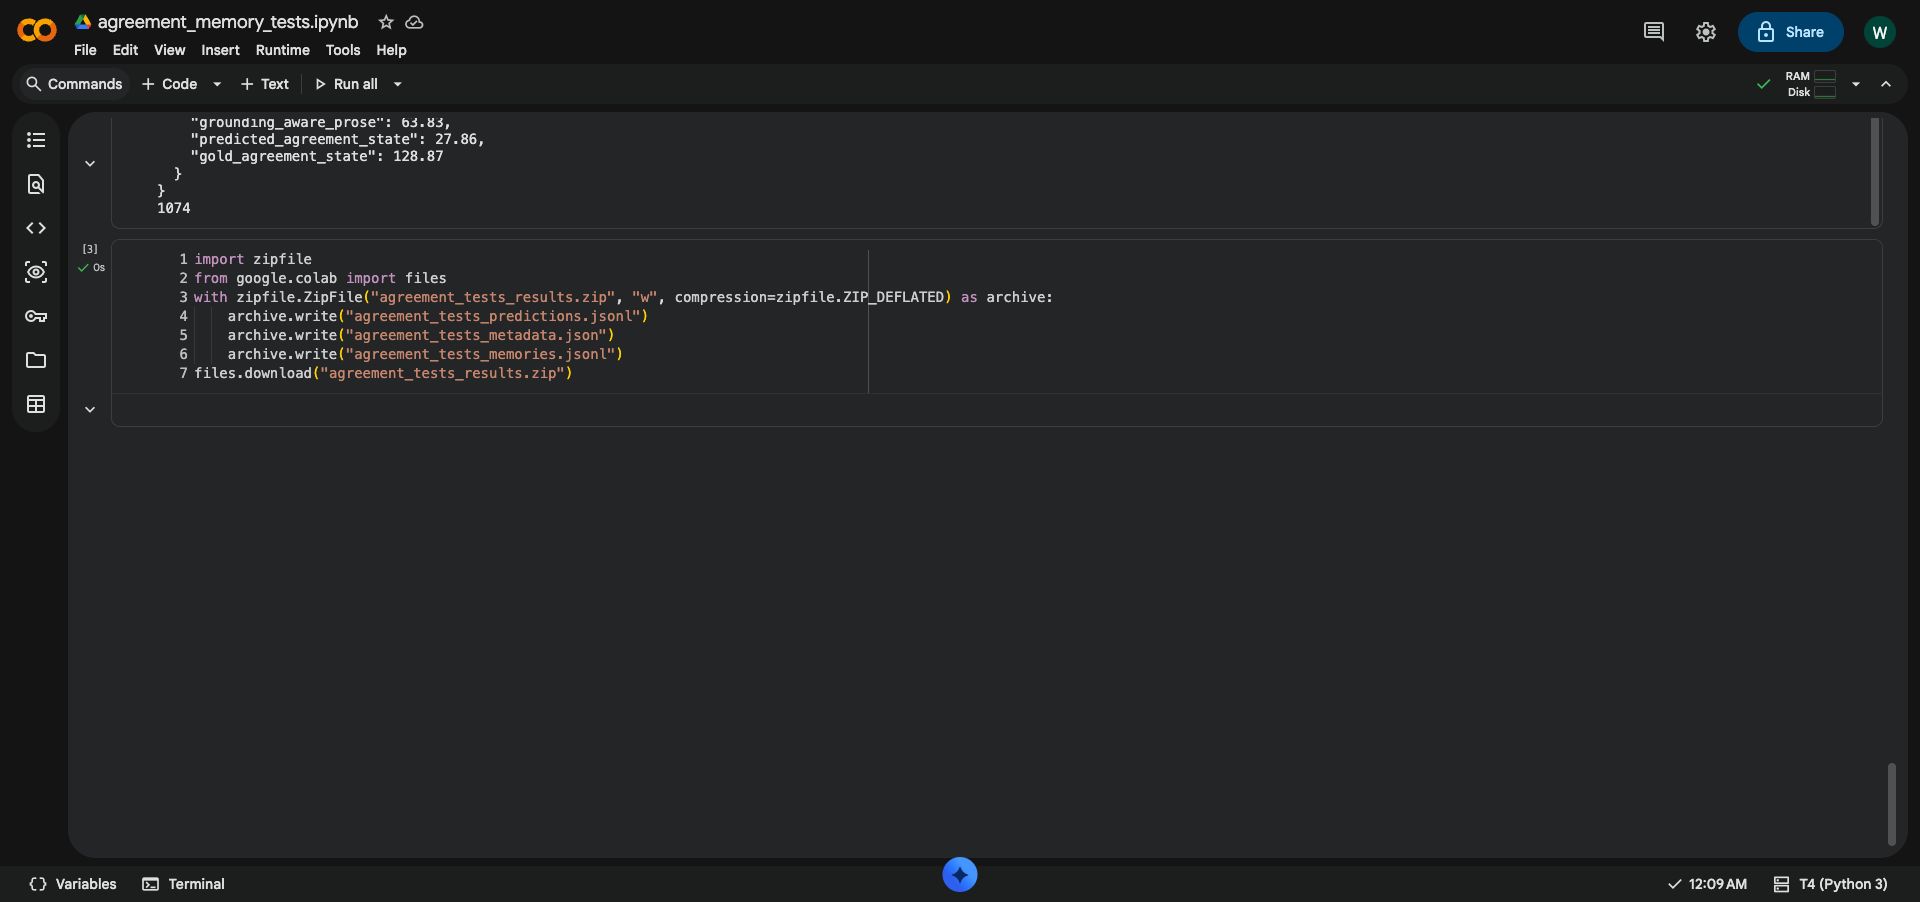 agreement_memory_tests.ipynb
File Edit View Insert Runtime Tools Help
Share
W
Commands + Code + Text Run all
RAM
Disk
"grounding_aware_prose": 63.83,
"predicted_agreement_state": 27.86,
"gold_agreement_state": 128.87
}
}
1074
[3]
0s
1 import zipfile
2 from google.colab import files
3 with zipfile.ZipFile("agreement_tests_results.zip", "w", compression=zipfile.ZIP_DEFLATED) as archive:
4 archive.write("agreement_tests_predictions.jsonl")
5 archive.write("agreement_tests_metadata.json")
6 archive.write("agreement_tests_memories.jsonl")
7 files.download("agreement_tests_results.zip")
Variables Terminal
12:09 AM T4 (Python 3)